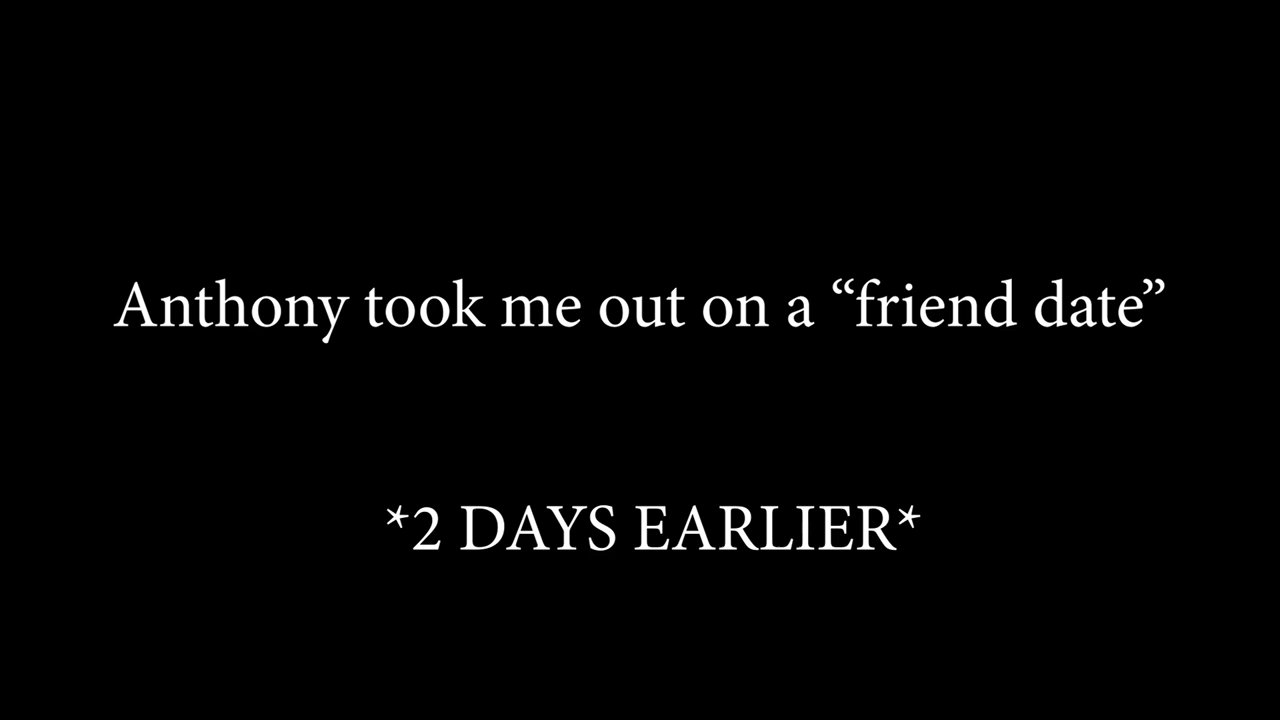 Anthony took me out on a “friend date”
*2 DAYS EARLIER*